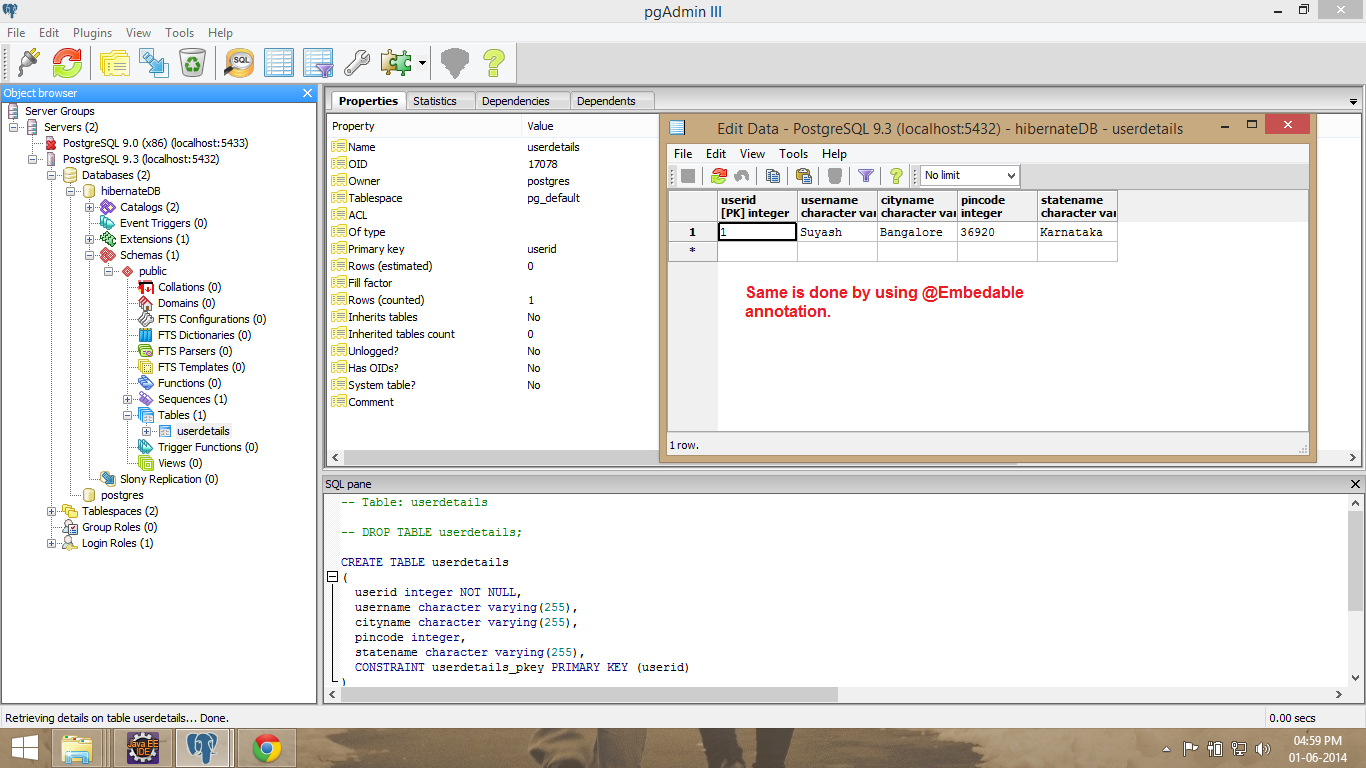 pgAdmin III
File Edit Plugins View Tools Help
SQL
Object browser
Server Groups
Servers (2)
PostgreSQL 9.0 (x86) (localhost:5433)
PostgreSQL 9.3 (localhost:5432)
Databases (2)
hibernateDB
Catalogs (2)
Event Triggers (0)
Extensions (1)
Schemas (1)
public
Collations (0)
Domains (0)
FTS Configurations (0)
FTS Dictionaries (0)
FTS Parsers (0)
FTS Templates (0)
Functions (0)
Sequences (1)
Tables (1)
userdetails
Trigger Functions (0)
Views (0)
Slony Replication (0)
postgres
Tablespaces (2)
Group Roles (0)
Login Roles (1)
Properties Statistics Dependencies Dependents
Property Value
Name userdetails
OID 17078
Owner postgres
Tablespace pg_default
ACL
Of type
Primary key userid
Rows (estimated) 0
Fill factor
Rows (counted) 1
Inherits tables No
Inherited tables count 0
Unlogged? No
Has OIDs? No
System table? No
Comment
Edit Data - PostgreSQL 9.3 (localhost:5432) - hibernateDB - userdetails
File Edit View Tools Help
No limit
userid username cityname pincode statename
[PK] integer character var character var integer character var
1 1 Suyash Bangalore 36920 Karnataka
*
Same is done by using @Embedable
annotation.
1 row.
SQL pane
-- Table: userdetails
-- DROP TABLE userdetails;
CREATE TABLE userdetails
(
userid integer NOT NULL,
username character varying(255),
cityname character varying(255),
pincode integer,
statename character varying(255),
CONSTRAINT userdetails_pkey PRIMARY KEY (userid)
)
Retrieving details on table userdetails... Done.
0.00 secs
Java EE
IDE
04:59 PM
01-06-2014